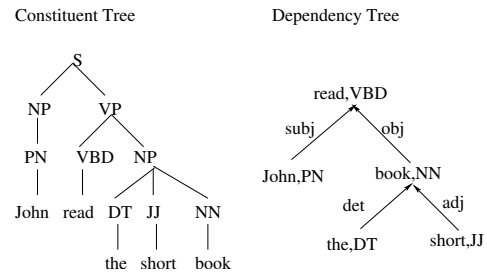 Constituent Tree Dependency Tree
S
read,VBD
NP VP
subj obj
PN VBD NP
John,PN book,NN
John read DT JJ NN
det adj
the,DT short,JJ
the short book